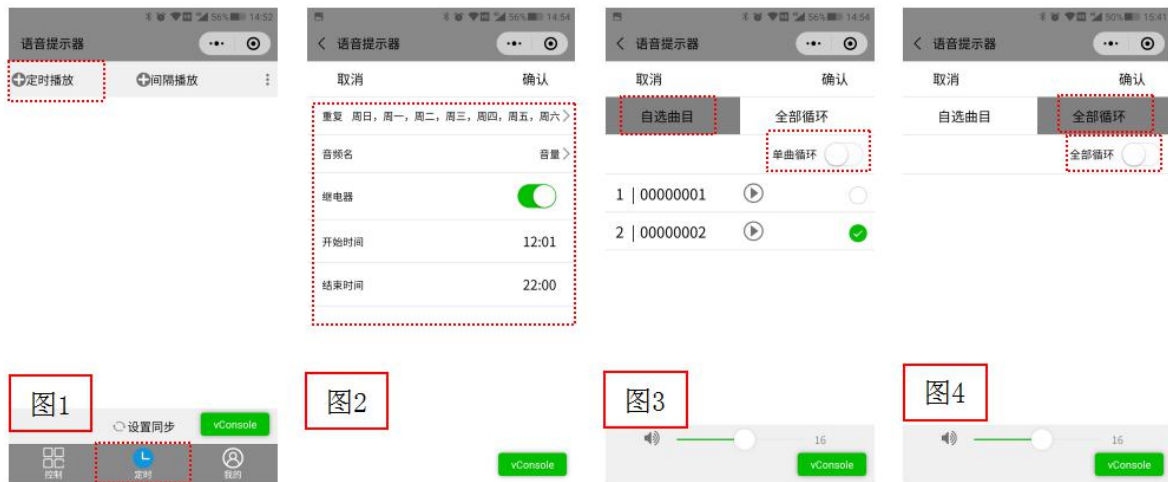 56% 14:52
语音提示器
定时播放 间隔播放
图1
设置同步 vConsole
控制 定时 我的
56% 14:54
语音提示器
取消 确认
重复 周日,周一,周二,周三,周四,周五,周六
音频名 音量
继电器
开始时间 12:01
结束时间 22:00
图2
vConsole
56% 14:54
语音提示器
取消 确认
自选曲目 全部循环
单曲循环
1 | 00000001
2 | 00000002
图3
16
vConsole
50% 15:41
语音提示器
取消 确认
自选曲目 全部循环
全部循环
图4
16
vConsole